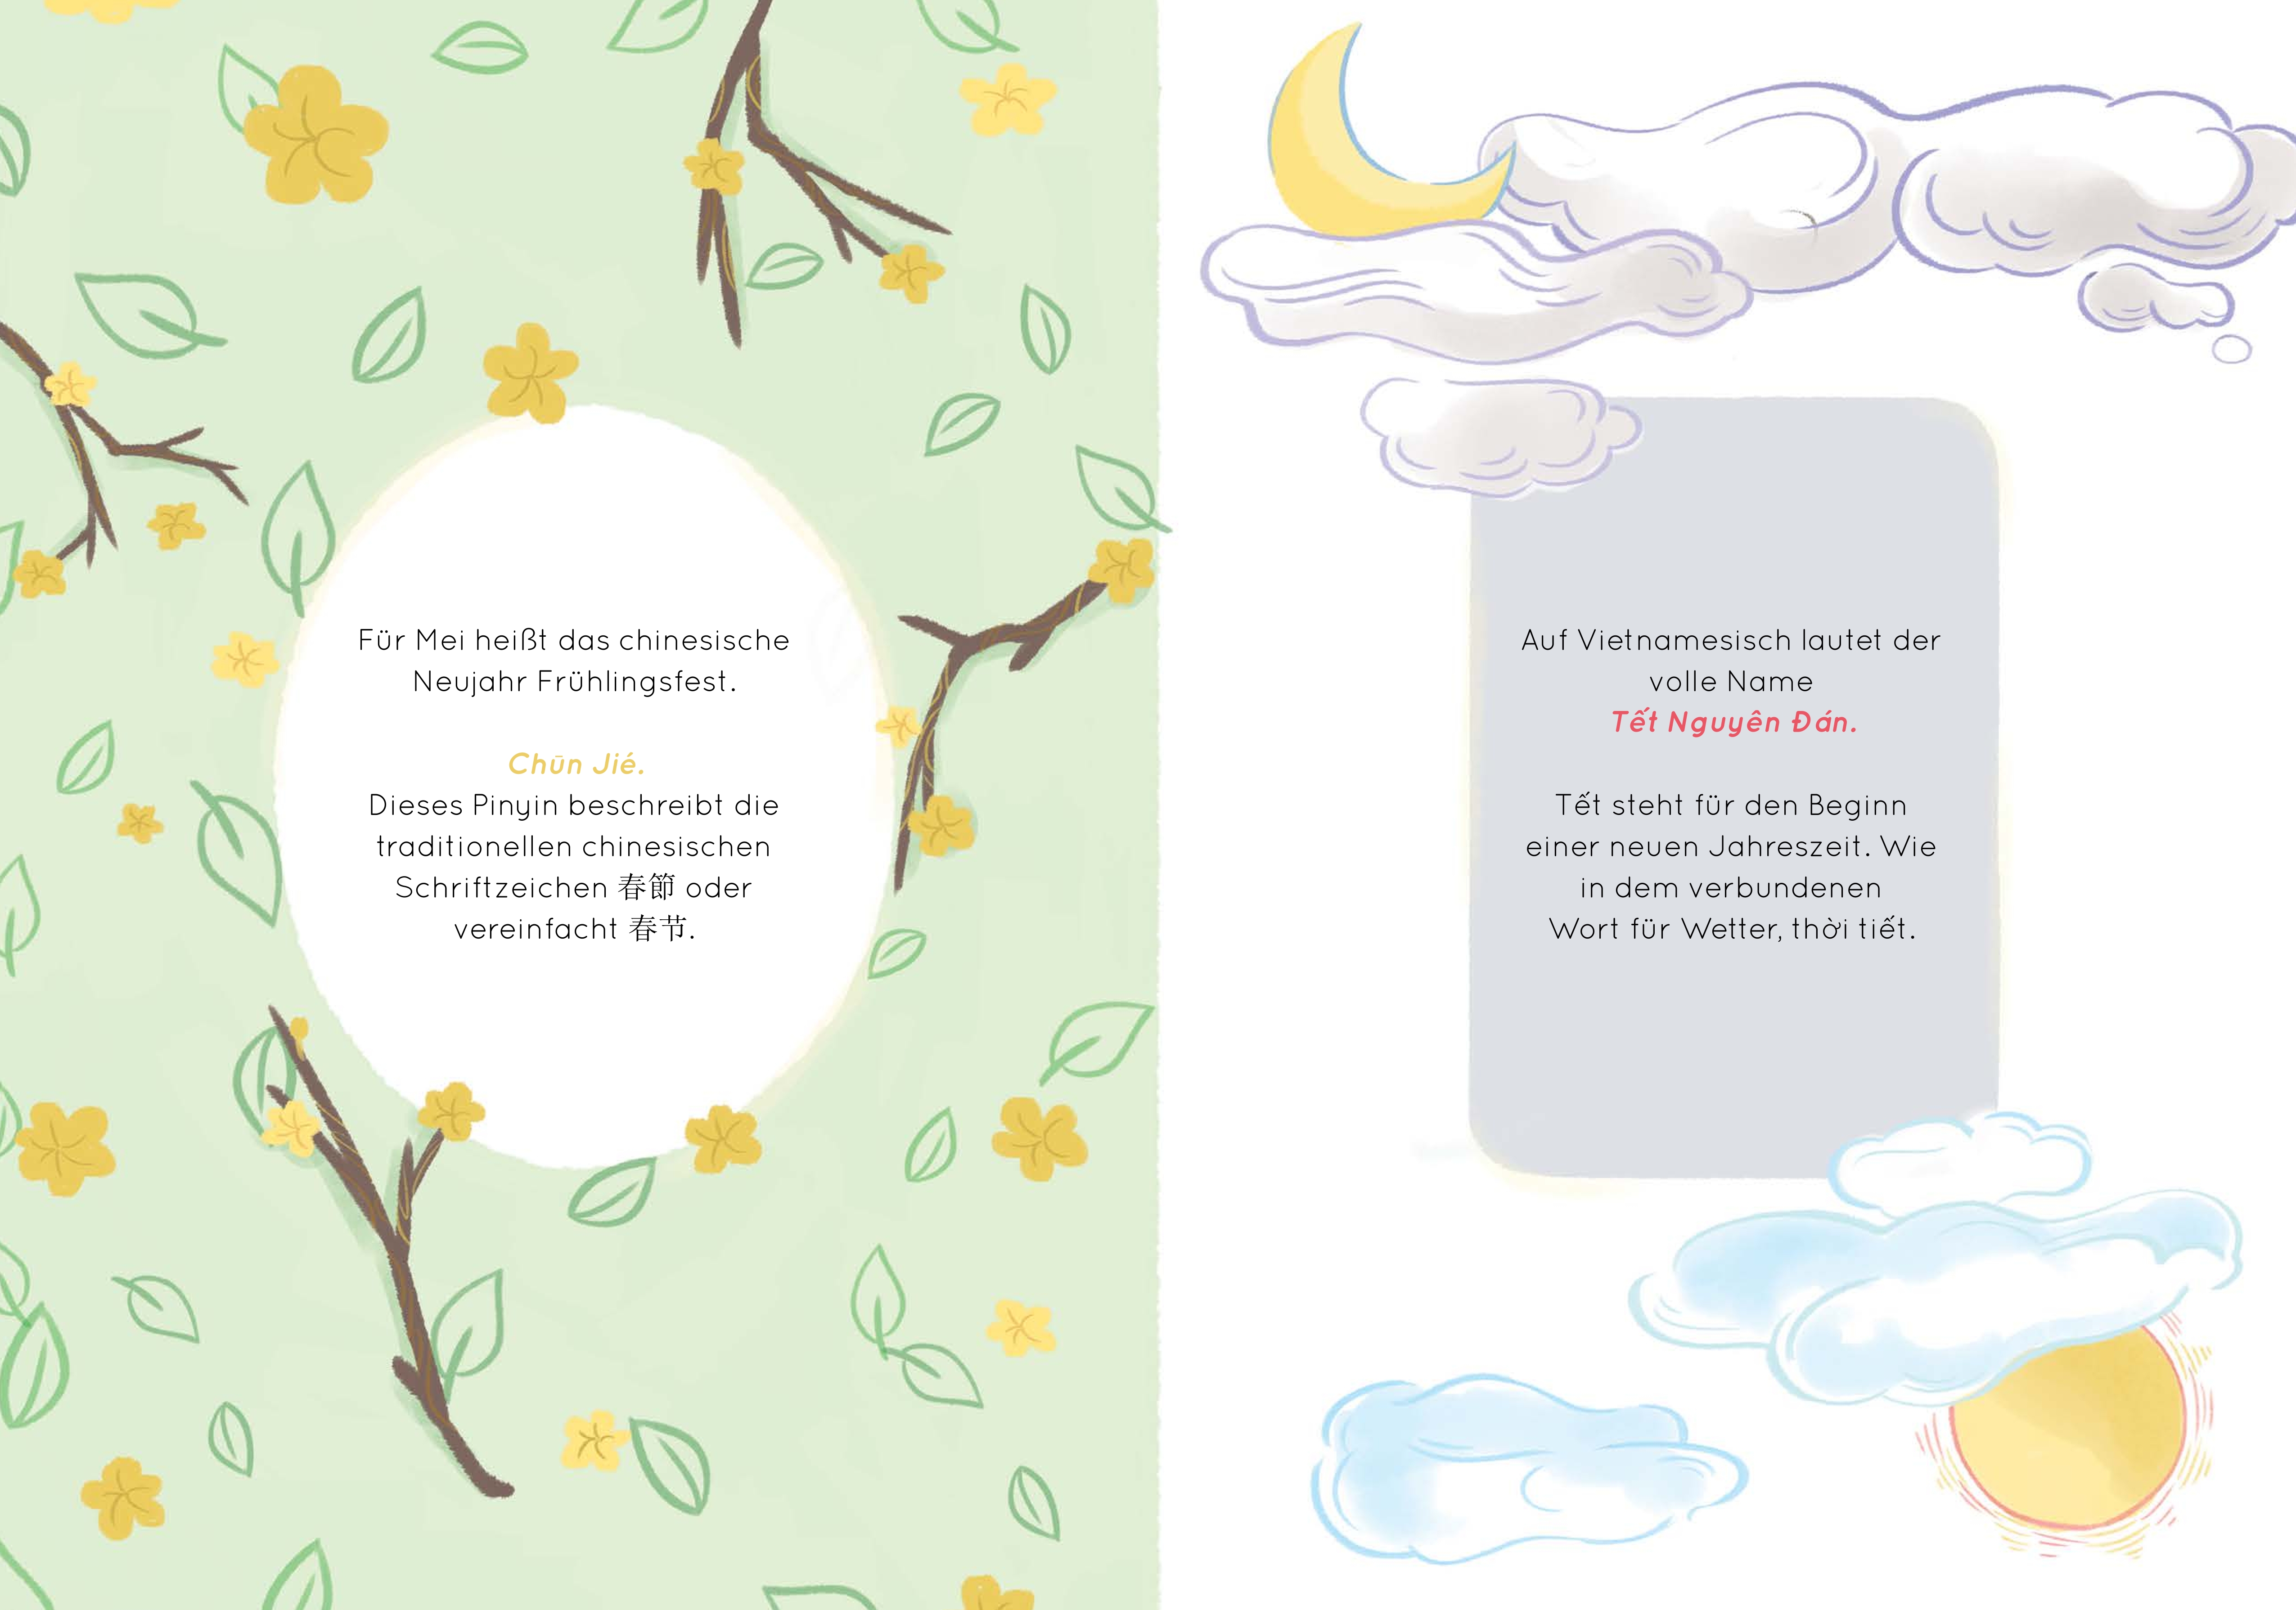 Für Mei heißt das chinesische
Neujahr Frühlingsfest.
Chūn Jié.
Dieses Pinyin beschreibt die
traditionellen chinesischen
Schriftzeichen 春節 oder
vereinfacht 春节.
Auf Vietnamesisch lautet der
volle Name
Tết Nguyên Đán.
Tết steht für den Beginn
einer neuen Jahreszeit. Wie
in dem verbundenen
Wort für Wetter, thời tiết.